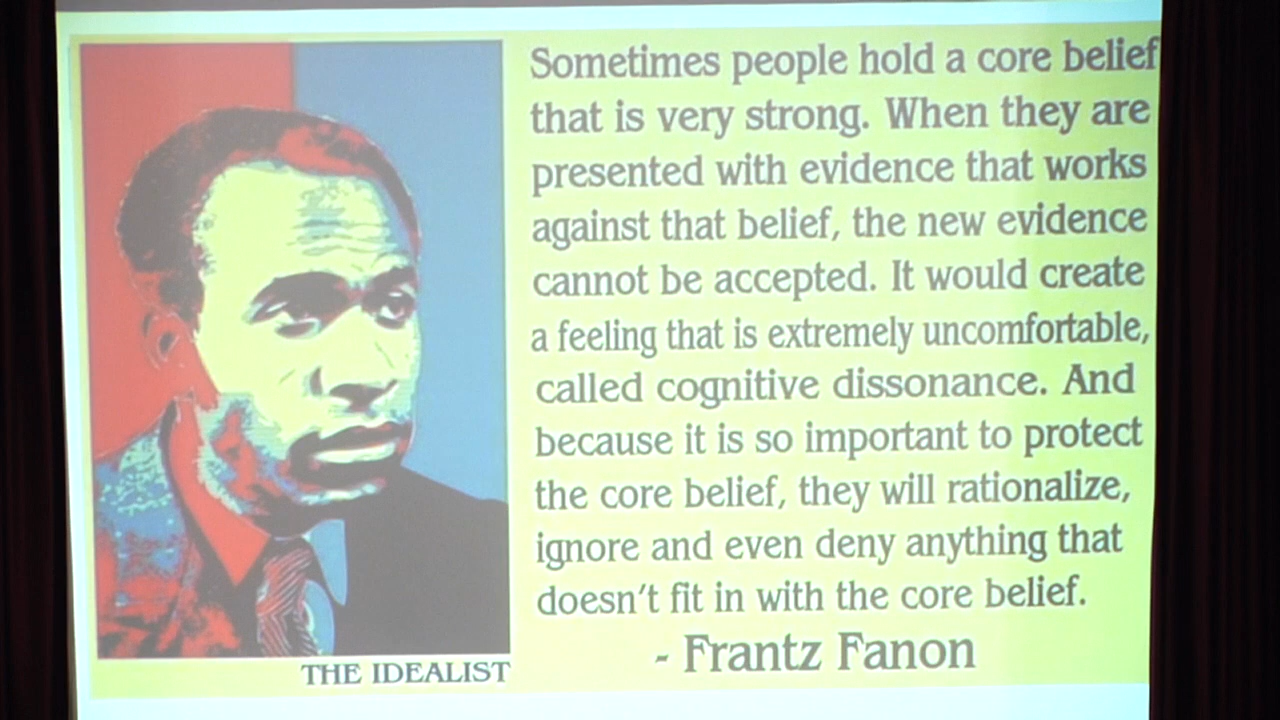 Sometimes people hold a core belief
that is very strong. When they are
presented with evidence that works
against that belief, the new evidence
cannot be accepted. It would create
a feeling that is extremely uncomfortable,
called cognitive dissonance. And
because it is so important to protect
the core belief, they will rationalize,
ignore and even deny anything that
doesn't fit in with the core belief.
- Frantz Fanon
THE IDEALIST